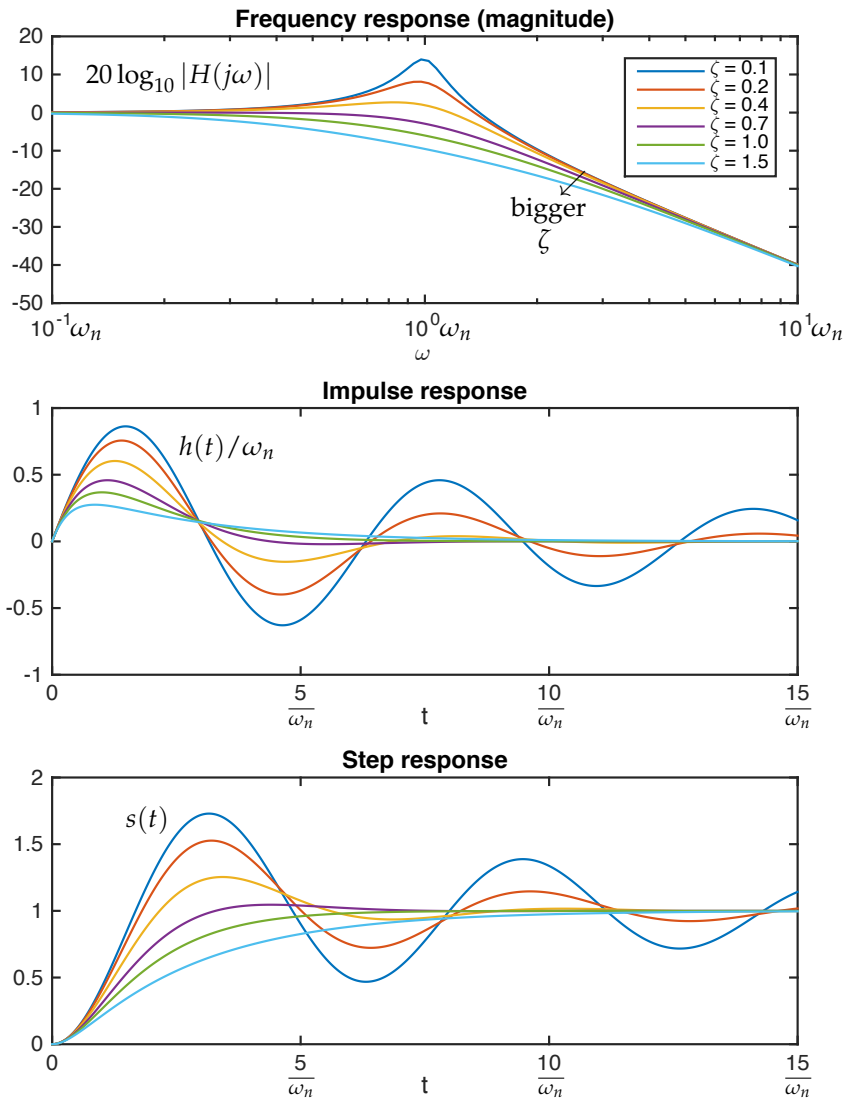 Frequency response (magnitude)
20 log₁₀ |H(jω)|
ζ = 0.1
ζ = 0.2
ζ = 0.4
ζ = 0.7
ζ = 1.0
ζ = 1.5
bigger
ζ
20
10
0
-10
-20
-30
-40
-50
10⁻¹ωₙ 10⁰ωₙ 10¹ωₙ
ω
Impulse response
h(t)/ωₙ
1
0.5
0
-0.5
-1
0 5/ωₙ t 10/ωₙ 15/ωₙ
Step response
s(t)
2
1.5
1
0.5
0
0 5/ωₙ t 10/ωₙ 15/ωₙ